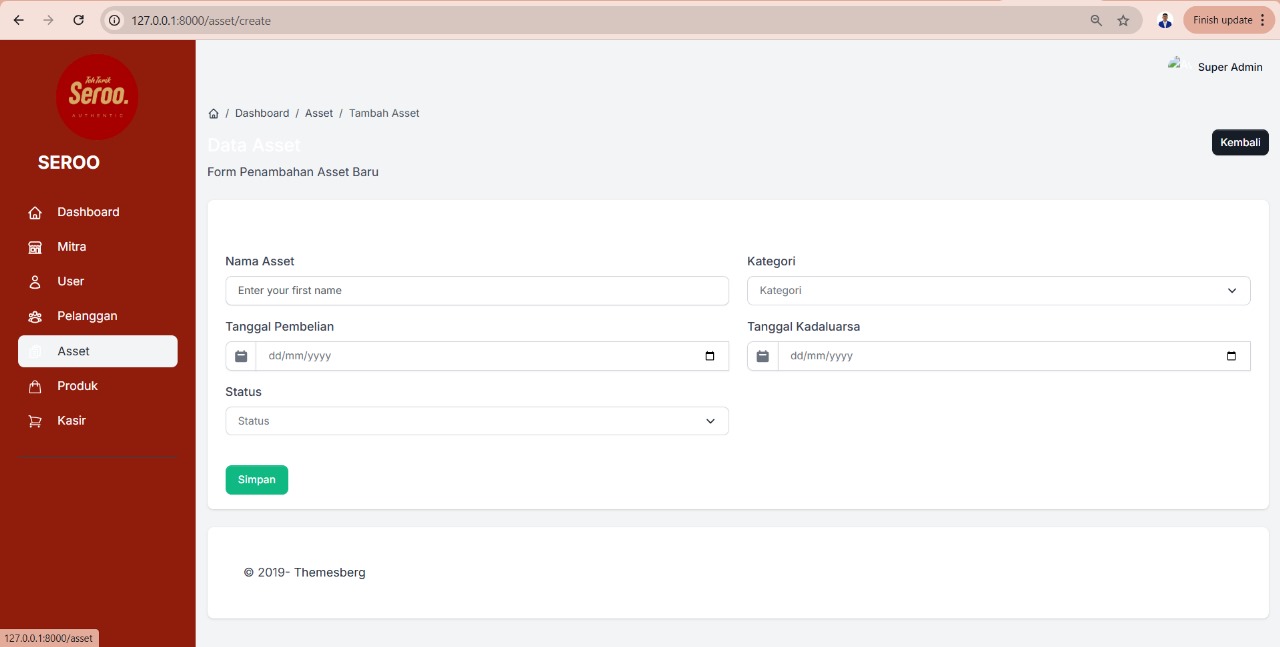 127.0.0.1:8000/asset/create
Finish update
Teh Tarik
Seroo.
AUTHENTIC
SEROO
Dashboard
Mitra
User
Pelanggan
Asset
Produk
Kasir
Super Admin
/ Dashboard / Asset / Tambah Asset
Data Asset
Kembali
Form Penambahan Asset Baru
Nama Asset
Kategori
Enter your first name
Kategori
Tanggal Pembelian
Tanggal Kadaluarsa
dd/mm/yyyy
dd/mm/yyyy
Status
Status
Simpan
© 2019- Themesberg
127.0.0.1:8000/asset